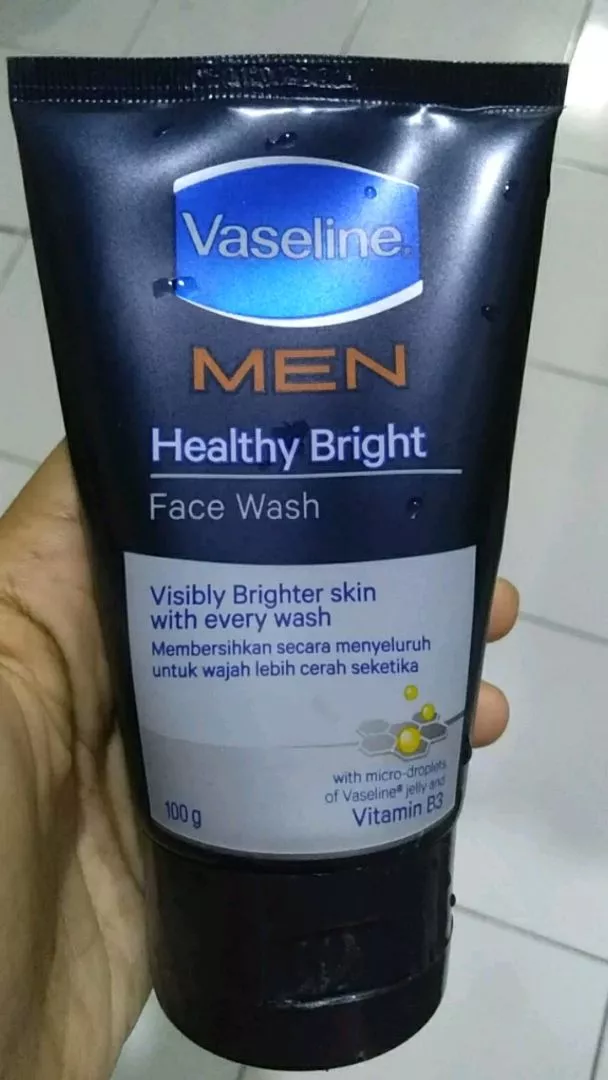 Vaseline®
MEN
Healthy Bright
Face Wash
Visibly Brighter skin
with every wash
Membersihkan secara menyeluruh
untuk wajah lebih cerah seketika
with micro-droplets
of Vaseline® jelly and
Vitamin B3
100 g